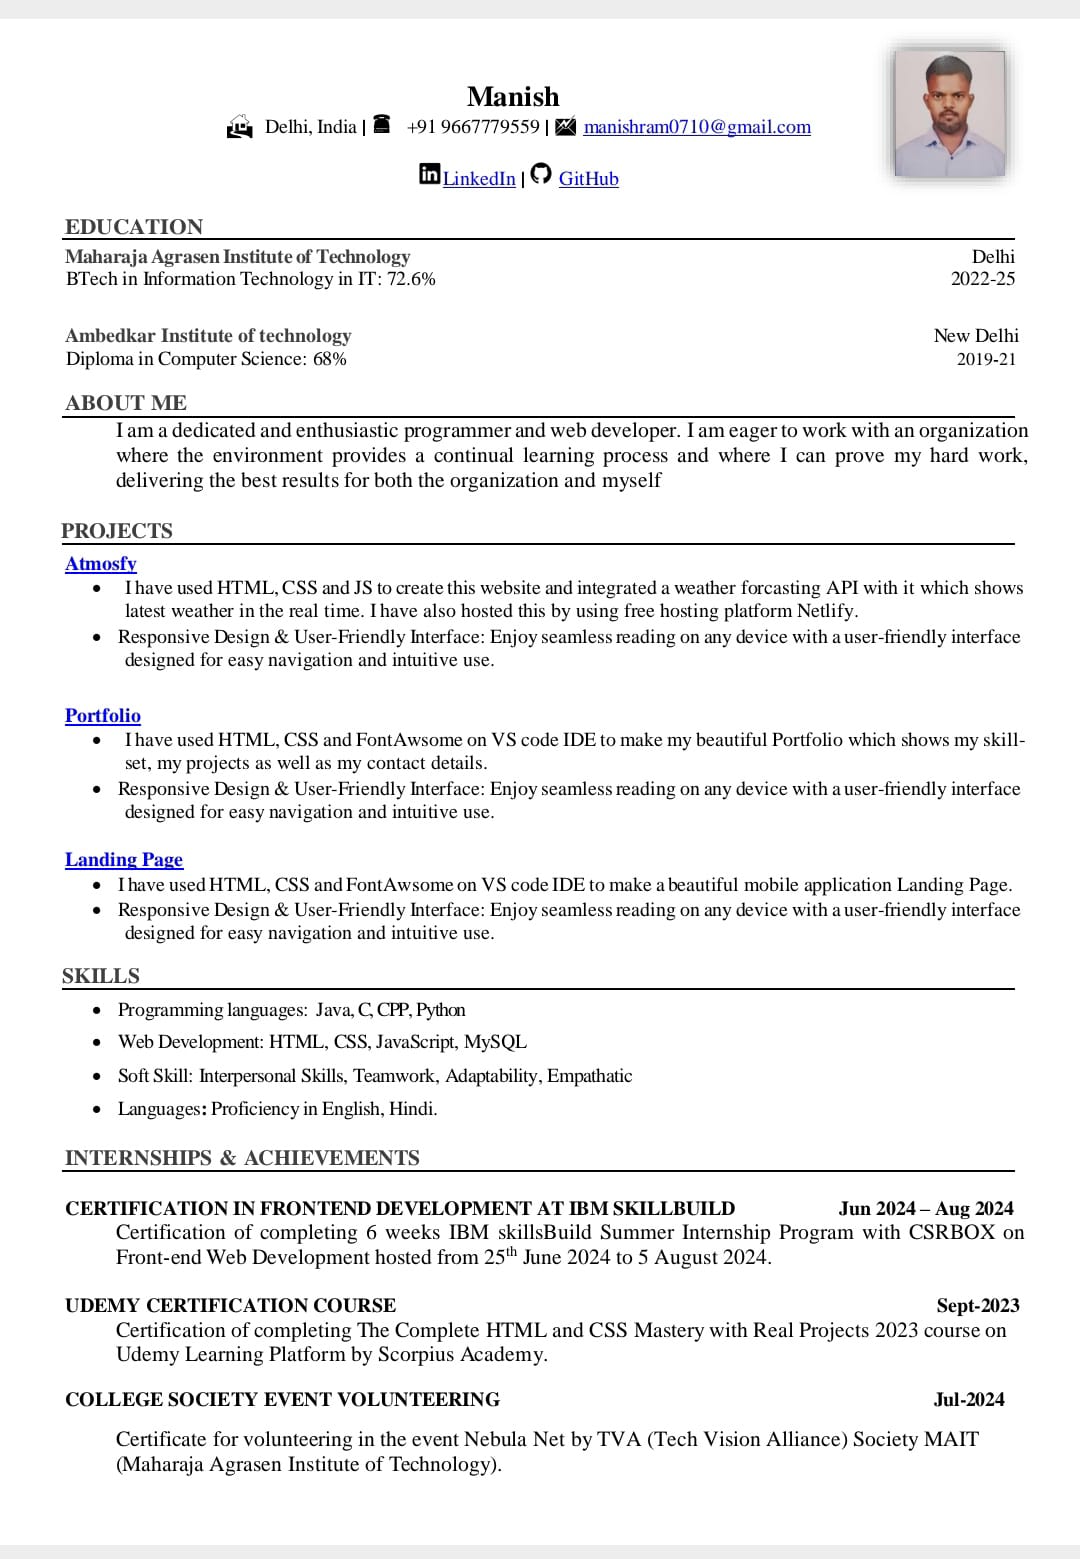 Manish
Delhi, India | +91 9667779559 | manishram0710@gmail.com
LinkedIn | GitHub
EDUCATION
Maharaja Agrasen Institute of Technology Delhi
BTech in Information Technology in IT: 72.6% 2022-25
Ambedkar Institute of technology New Delhi
Diploma in Computer Science: 68% 2019-21
ABOUT ME
I am a dedicated and enthusiastic programmer and web developer. I am eager to work with an organization
where the environment provides a continual learning process and where I can prove my hard work,
delivering the best results for both the organization and myself
PROJECTS
Atmosfy
• I have used HTML, CSS and JS to create this website and integrated a weather forcasting API with it which shows
latest weather in the real time. I have also hosted this by using free hosting platform Netlify.
• Responsive Design & User-Friendly Interface: Enjoy seamless reading on any device with a user-friendly interface
designed for easy navigation and intuitive use.
Portfolio
• I have used HTML, CSS and FontAwsome on VS code IDE to make my beautiful Portfolio which shows my skill-
set, my projects as well as my contact details.
• Responsive Design & User-Friendly Interface: Enjoy seamless reading on any device with a user-friendly interface
designed for easy navigation and intuitive use.
Landing Page
• I have used HTML, CSS and FontAwsome on VS code IDE to make a beautiful mobile application Landing Page.
• Responsive Design & User-Friendly Interface: Enjoy seamless reading on any device with a user-friendly interface
designed for easy navigation and intuitive use.
SKILLS
• Programming languages: Java, C, CPP, Python
• Web Development: HTML, CSS, JavaScript, MySQL
• Soft Skill: Interpersonal Skills, Teamwork, Adaptability, Empathatic
• Languages: Proficiency in English, Hindi.
INTERNSHIPS & ACHIEVEMENTS
CERTIFICATION IN FRONTEND DEVELOPMENT AT IBM SKILLBUILD Jun 2024 – Aug 2024
Certification of completing 6 weeks IBM skillsBuild Summer Internship Program with CSRBOX on
Front-end Web Development hosted from 25th June 2024 to 5 August 2024.
UDEMY CERTIFICATION COURSE Sept-2023
Certification of completing The Complete HTML and CSS Mastery with Real Projects 2023 course on
Udemy Learning Platform by Scorpius Academy.
COLLEGE SOCIETY EVENT VOLUNTEERING Jul-2024
Certificate for volunteering in the event Nebula Net by TVA (Tech Vision Alliance) Society MAIT
(Maharaja Agrasen Institute of Technology).